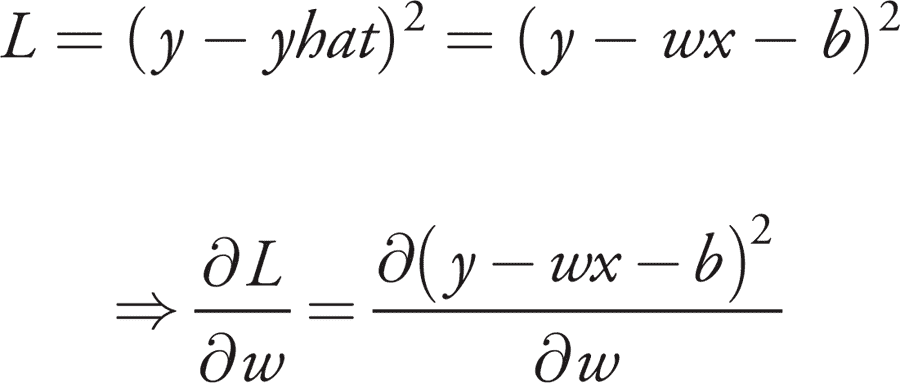 L = (y − yhat)² = (y − wx − b)²
⇒ ∂L/∂w = ∂(y − wx − b)²/∂w